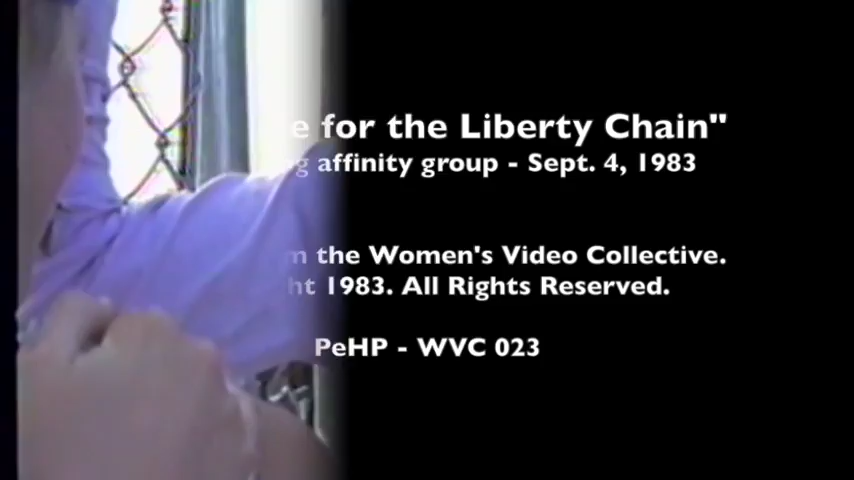 e for the Liberty Chain"
g affinity group - Sept. 4, 1983
the Women's Video Collective.
ht 1983. All Rights Reserved.
PeHP - WVC 023